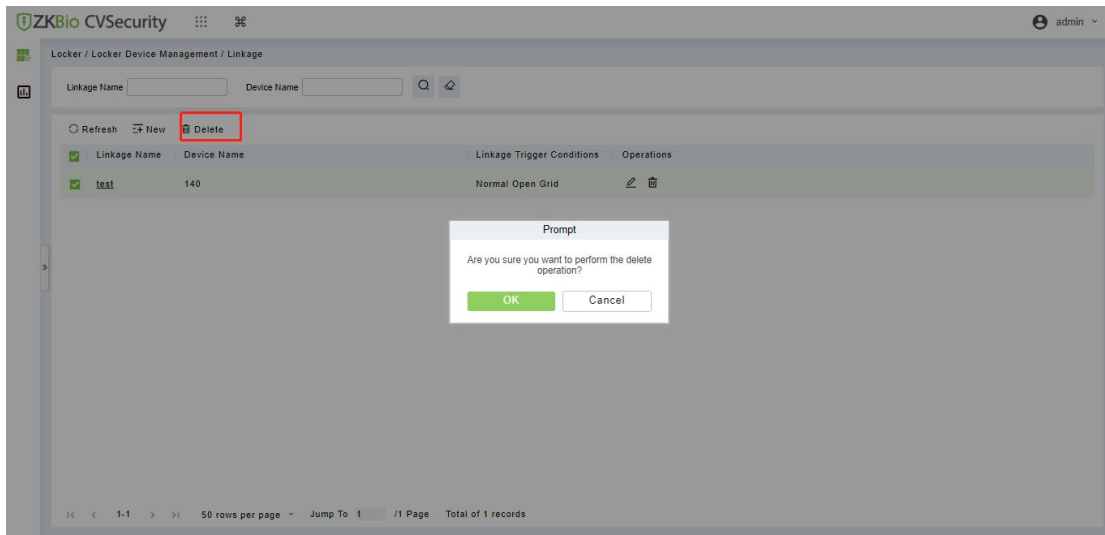 ZKBio CVSecurity
admin
Locker / Locker Device Management / Linkage
Linkage Name Device Name
Refresh New Delete
Linkage Name Device Name Linkage Trigger Conditions Operations
test 140 Normal Open Grid
Prompt
Are you sure you want to perform the delete
operation?
OK Cancel
|< < 1-1 > >| 50 rows per page Jump To 1 /1 Page Total of 1 records